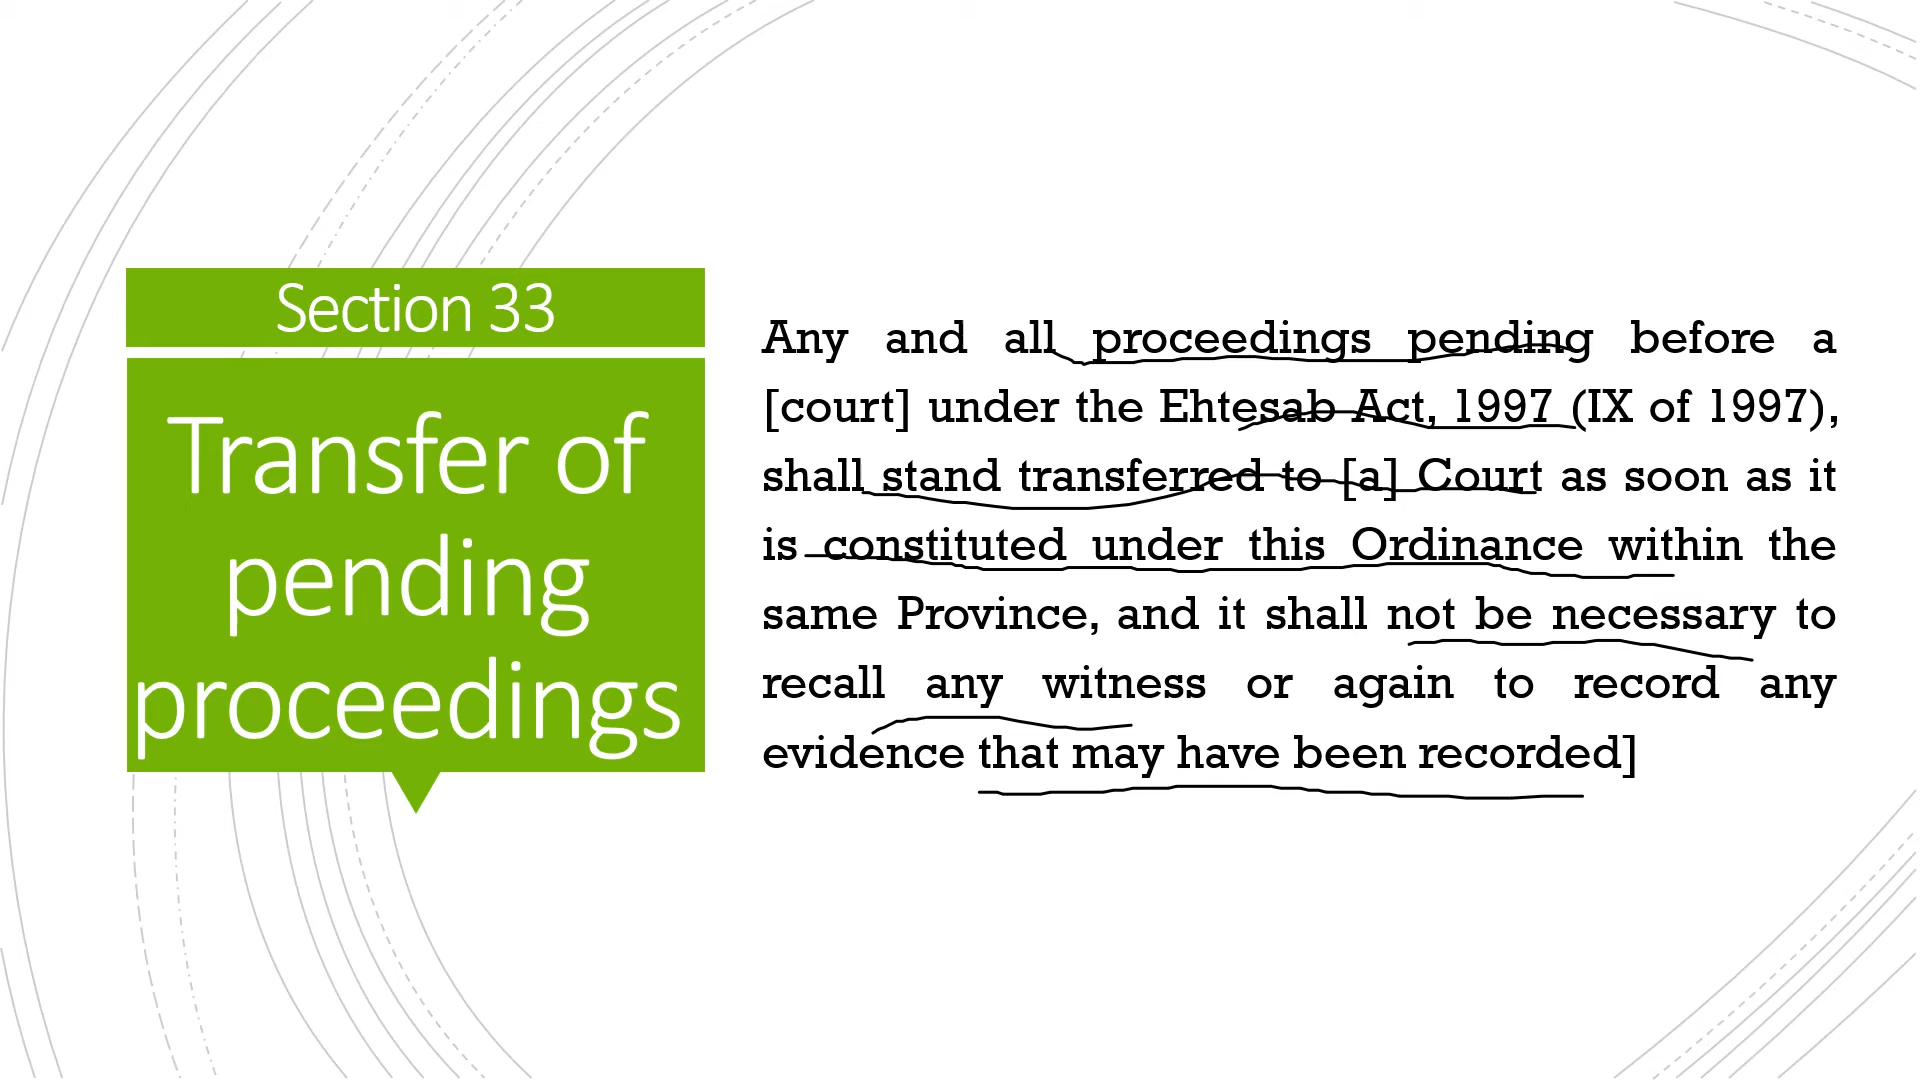 Section 33
Transfer of
pending
proceedings
Any and all proceedings pending before a
[court] under the Ehtesab Act, 1997 (IX of 1997),
shall stand transferred to [a] Court as soon as it
is constituted under this Ordinance within the
same Province, and it shall not be necessary to
recall any witness or again to record any
evidence that may have been recorded]